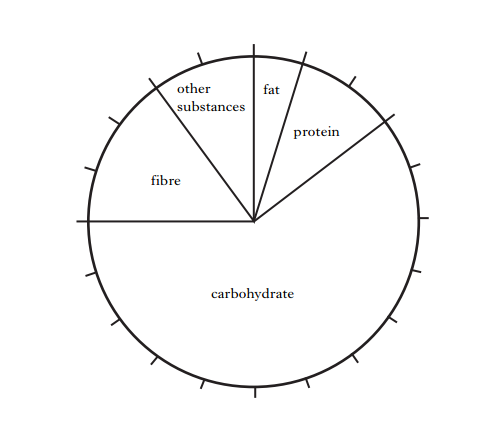 other
substances
fat
protein
fibre
carbohydrate